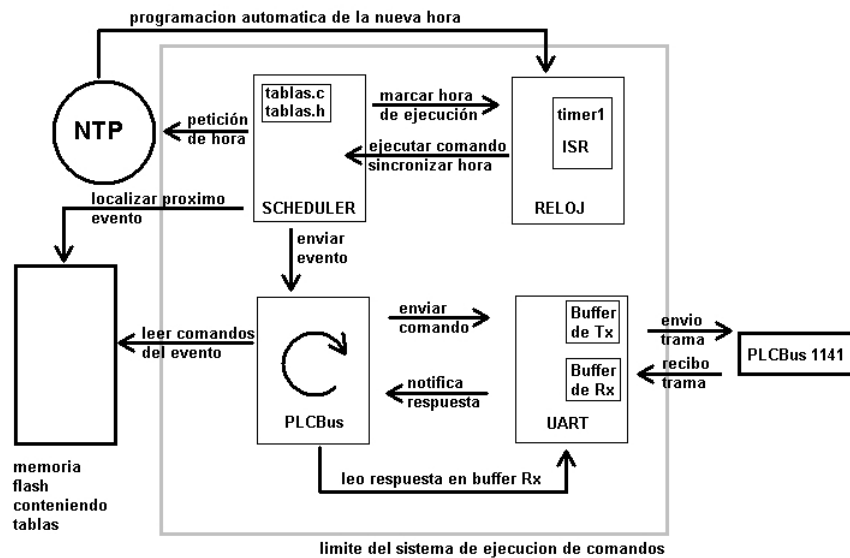 programacion automatica de la nueva hora
NTP
petición
de hora
tablas.c
tablas.h
marcar hora
de ejecución
timer1
ISR
ejecutar comando
sincronizar hora
SCHEDULER
RELOJ
localizar proximo
evento
enviar
evento
leer comandos
del evento
PLCBus
enviar
comando
notifica
respuesta
Buffer
de Tx
Buffer
de Rx
UART
envio
trama
recibo
trama
PLCBus 1141
leo respuesta en buffer Rx
memoria
flash
conteniendo
tablas
limite del sistema de ejecucion de comandos